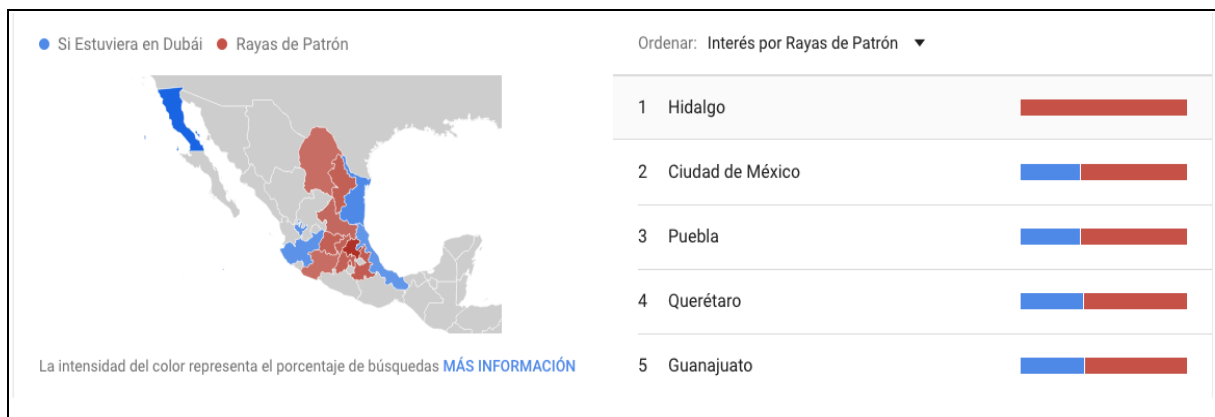 Si Estuviera en Dubái Rayas de Patrón
La intensidad del color representa el porcentaje de búsquedas MÁS INFORMACIÓN
Ordenar: Interés por Rayas de Patrón
1 Hidalgo
2 Ciudad de México
3 Puebla
4 Querétaro
5 Guanajuato